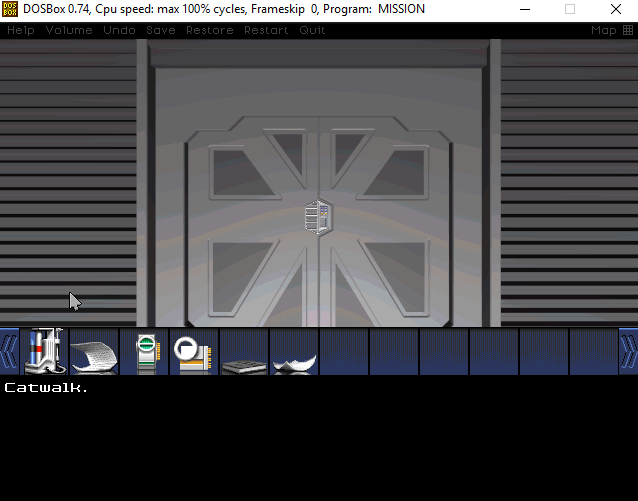 DOSBox 0.74, Cpu speed: max 100% cycles, Frameskip 0, Program: MISSION
Help Volume Undo Save Restore Restart Quit Map
Catwalk.